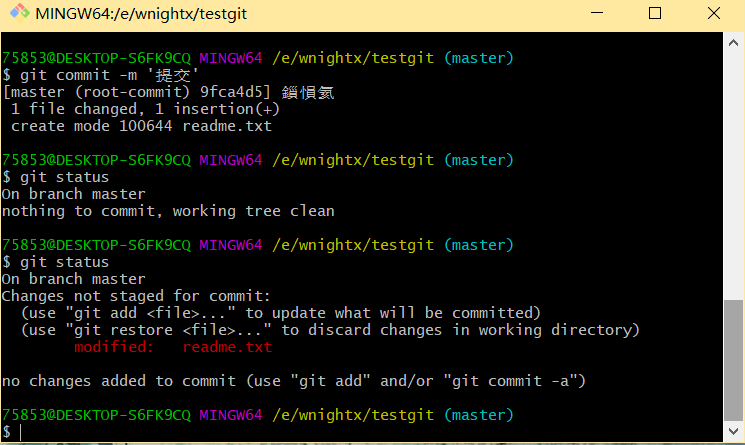 MINGW64:/e/wnightx/testgit
75853@DESKTOP-S6FK9CQ MINGW64 /e/wnightx/testgit (master)
$ git commit -m '提交'
[master (root-commit) 9fca4d5] 鎻愪氦
 1 file changed, 1 insertion(+)
 create mode 100644 readme.txt
75853@DESKTOP-S6FK9CQ MINGW64 /e/wnightx/testgit (master)
$ git status
On branch master
nothing to commit, working tree clean
75853@DESKTOP-S6FK9CQ MINGW64 /e/wnightx/testgit (master)
$ git status
On branch master
Changes not staged for commit:
  (use "git add <file>..." to update what will be committed)
  (use "git restore <file>..." to discard changes in working directory)
        modified:   readme.txt
no changes added to commit (use "git add" and/or "git commit -a")
75853@DESKTOP-S6FK9CQ MINGW64 /e/wnightx/testgit (master)
$